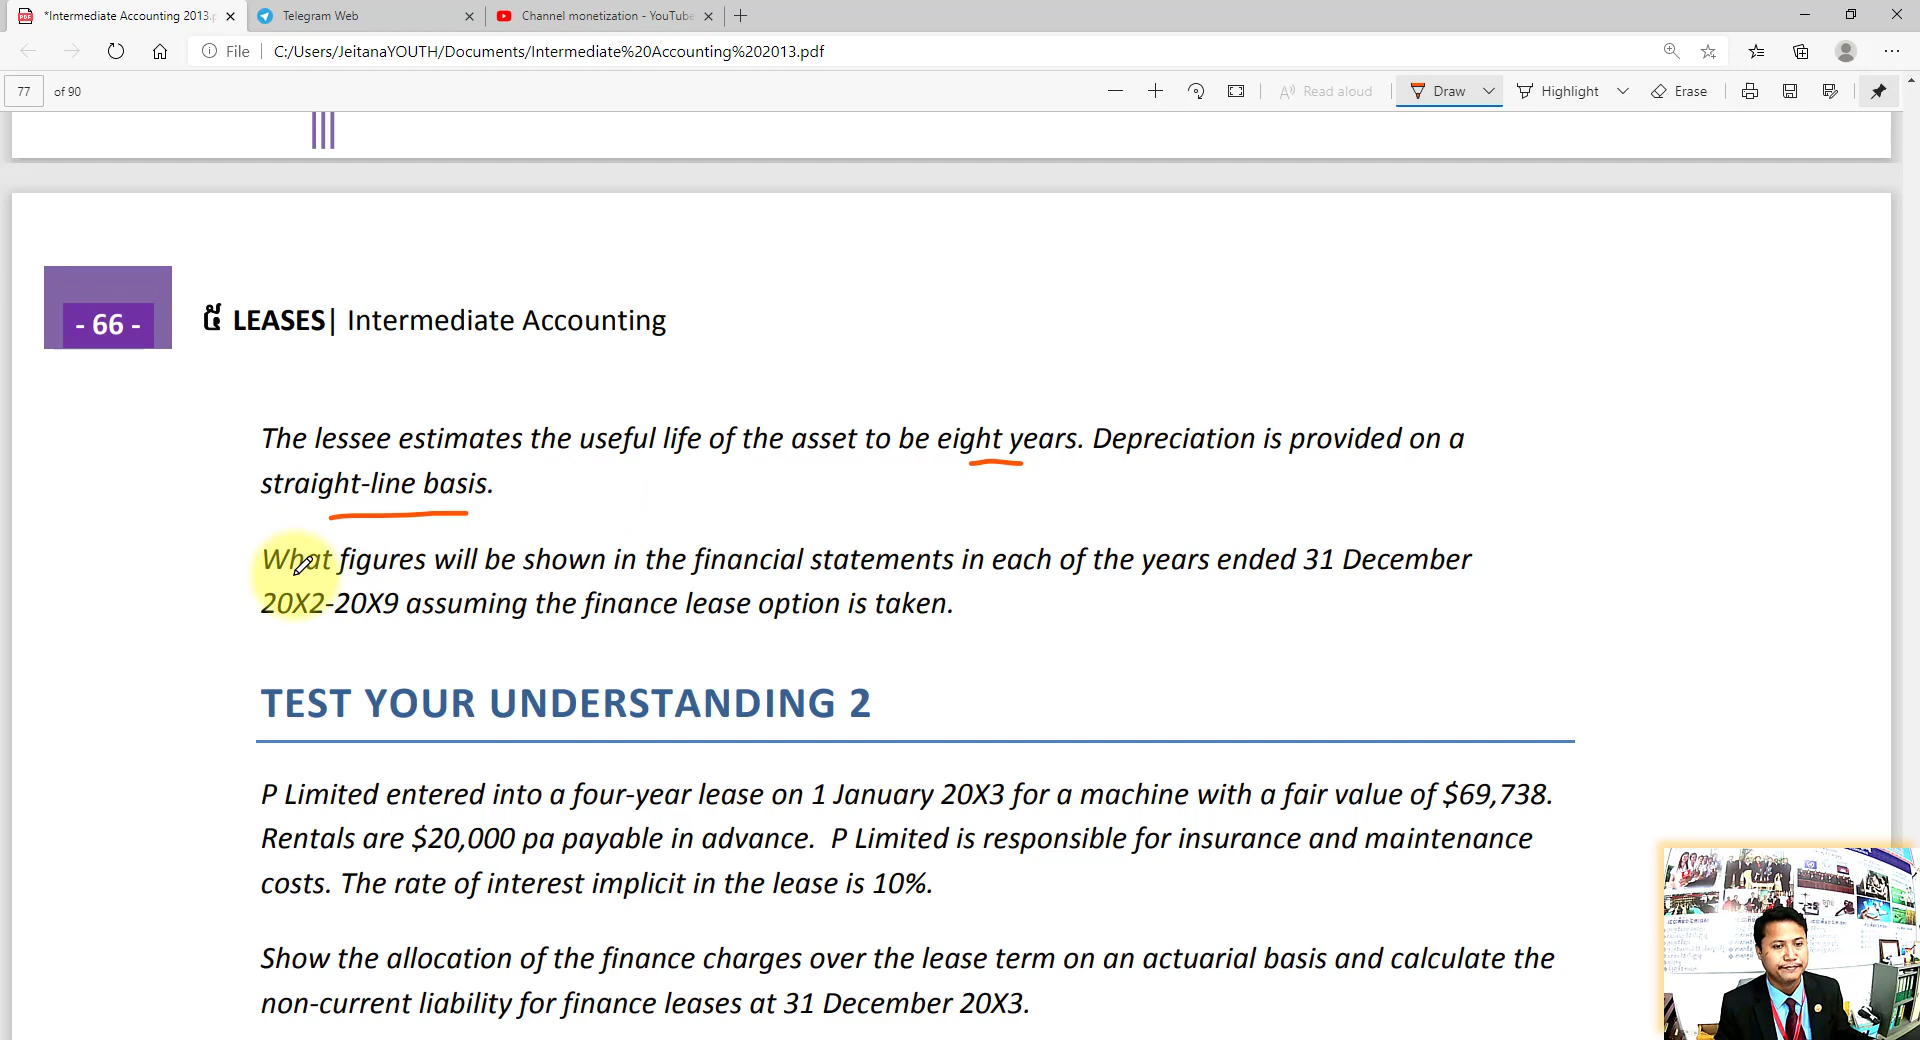 *Intermediate Accounting 2013.p
Telegram Web
Channel monetization - YouTube
File
C:/Users/JeitanaYOUTH/Documents/Intermediate%20Accounting%202013.pdf
77 of 90
Read aloud
Draw
Highlight
Erase
- 66 -
៥ LEASES| Intermediate Accounting
The lessee estimates the useful life of the asset to be eight years. Depreciation is provided on a
straight-line basis.
What figures will be shown in the financial statements in each of the years ended 31 December
20X2-20X9 assuming the finance lease option is taken.
TEST YOUR UNDERSTANDING 2
P Limited entered into a four-year lease on 1 January 20X3 for a machine with a fair value of $69,738.
Rentals are $20,000 pa payable in advance. P Limited is responsible for insurance and maintenance
costs. The rate of interest implicit in the lease is 10%.
Show the allocation of the finance charges over the lease term on an actuarial basis and calculate the
non-current liability for finance leases at 31 December 20X3.